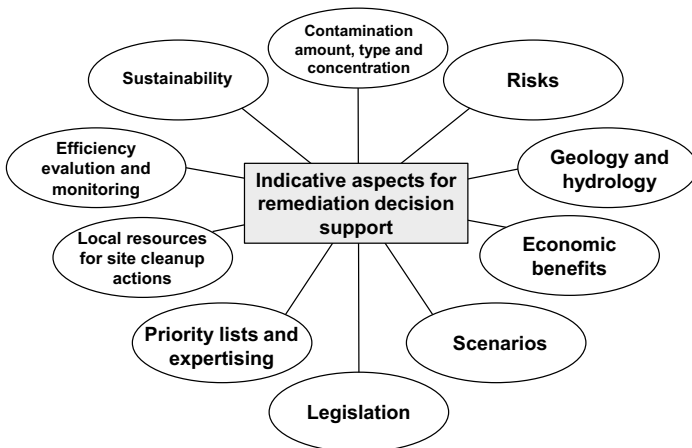 Contamination
amount, type and
concentration
Sustainability
Risks
Efficiency
evalution and
monitoring
Indicative aspects for
remediation decision
support
Geology and
hydrology
Local resources
for site cleanup
actions
Economic
benefits
Priority lists and
expertising
Scenarios
Legislation